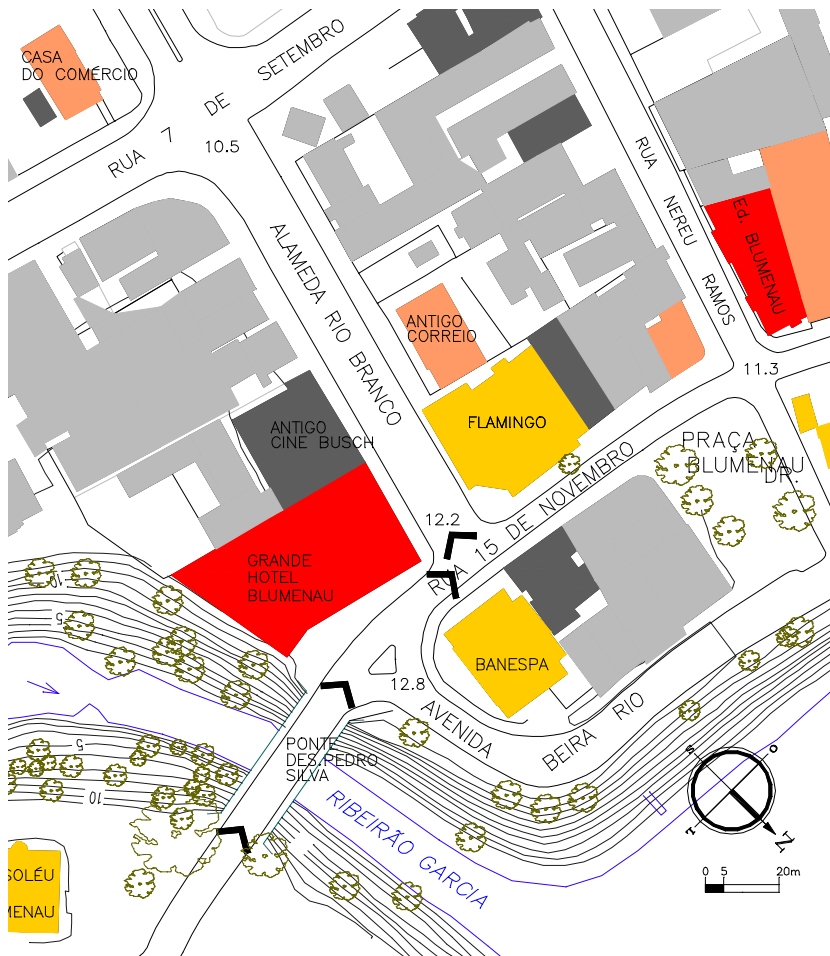 CASA
DO COMÉRCIO
RUA 7 DE SETEMBRO
10.5
RUA NEREU RAMOS
Ed. BLUMENAU
ALAMEDA RIO BRANCO
ANTIGO
CORREIO
FLAMINGO
11.3
ANTIGO
CINE BUSCH
PRAÇA
BLUMENAU
DR.
RUA 15 DE NOVEMBRO
12.2
GRANDE
HOTEL
BLUMENAU
10
5
BANESPA
12.8
AVENIDA BEIRA RIO
PONTE
DES.PEDRO
SILVA
5
10
RIBEIRÃO GARCIA
S
O
L
N
0 5 20m
SOLÉU
MENAU